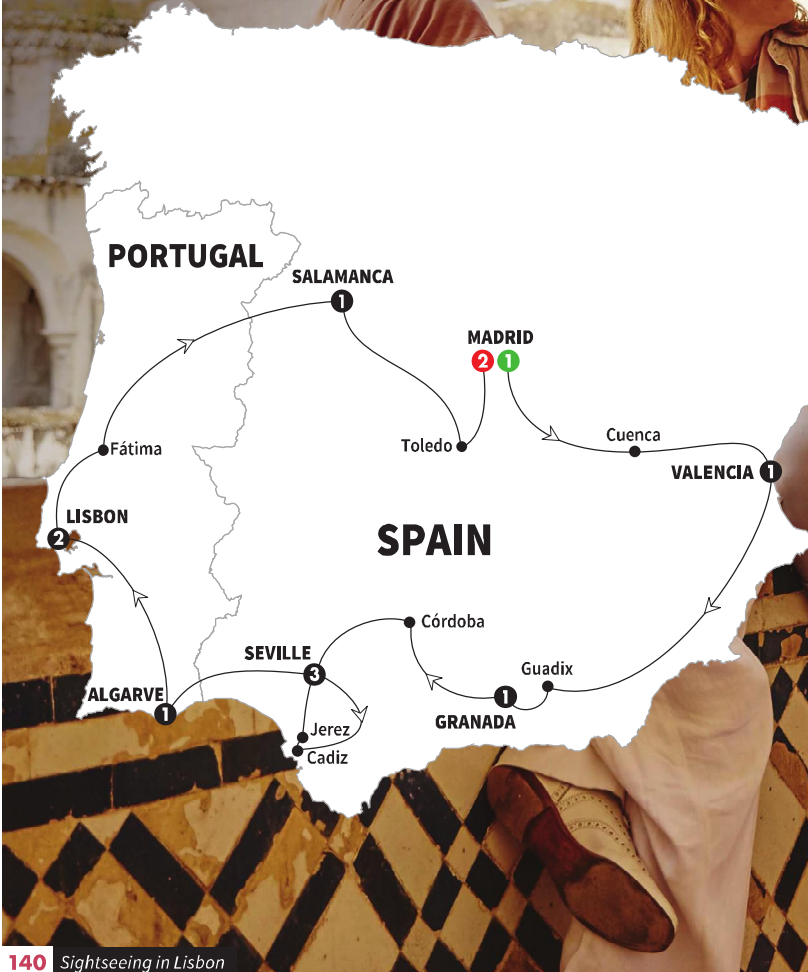 PORTUGAL
SALAMANCA
1
MADRID
2 1
Fátima
Toledo
Cuenca
VALENCIA 1
LISBON
2
SPAIN
Córdoba
SEVILLE
3
Guadix
ALGARVE
1
1
GRANADA
Jerez
Cadiz
140 Sightseeing in Lisbon